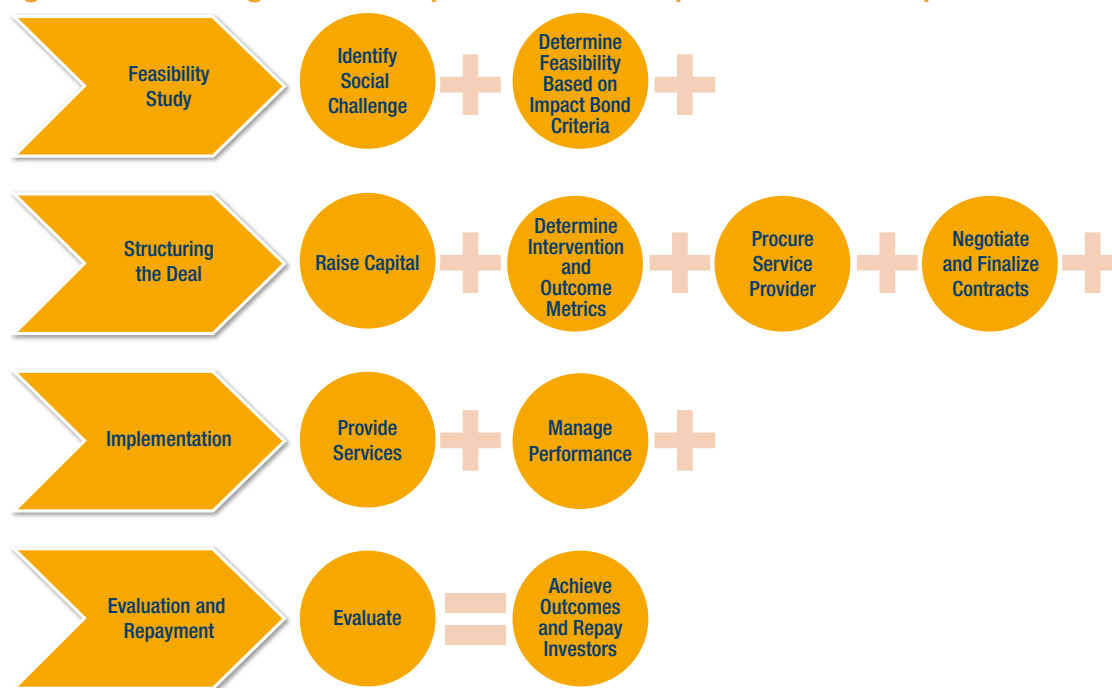 Feasibility
Study
Identify
Social
Challenge
Determine
Feasibility
Based on
Impact Bond
Criteria
Structuring
the Deal
Raise Capital
Determine
Intervention
and
Outcome
Metrics
Procure
Service
Provider
Negotiate
and Finalize
Contracts
Implementation
Provide
Services
Manage
Performance
Evaluation and
Repayment
Evaluate
Achieve
Outcomes
and Repay
Investors